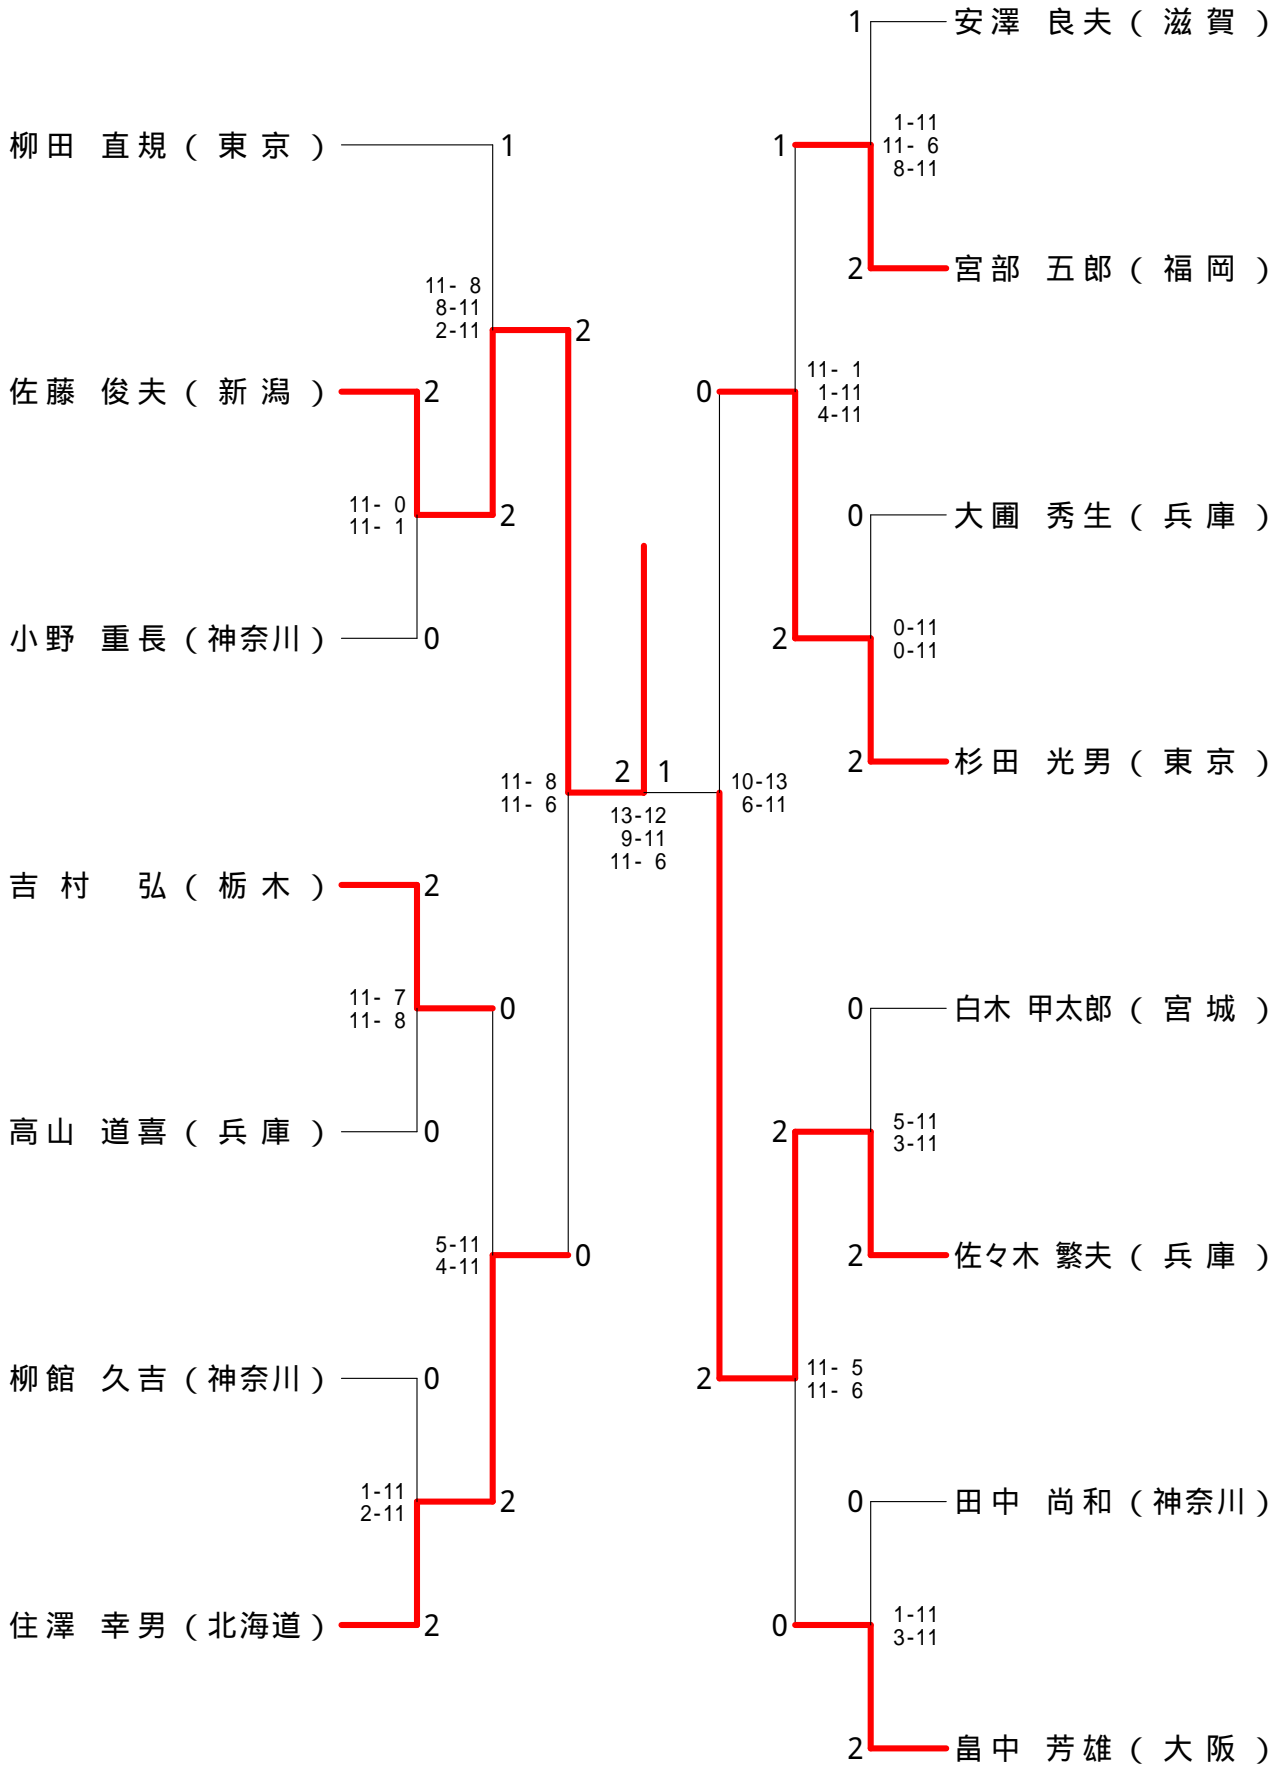 1 安澤 良夫 ( 滋賀 )
柳田 直規 ( 東京 ) 1
1
1-11
11- 6
8-11
2 宮部 五郎 ( 福岡 )
11- 8
8-11
2-11
2
佐藤 俊夫 ( 新潟 ) 2
0
11- 1
1-11
4-11
11- 0
11- 1
2
0 大圃 秀生 ( 兵庫 )
小野 重長 (神奈川) 0
2
0-11
0-11
2 杉田 光男 ( 東京 )
11- 8
11- 6
2 1
13-12
9-11
11- 6
10-13
6-11
吉村 弘 ( 栃木 ) 2
11- 7
11- 8
0
0 白木 甲太郎 ( 宮城 )
高山 道喜 ( 兵庫 ) 0
2
5-11
3-11
5-11
4-11
0
2 佐々木 繁夫 ( 兵庫 )
柳館 久吉 (神奈川) 0
2
11- 5
11- 6
1-11
2-11
2
0 田中 尚和 (神奈川)
住澤 幸男 (北海道) 2
0
1-11
3-11
2 畠中 芳雄 ( 大阪 )